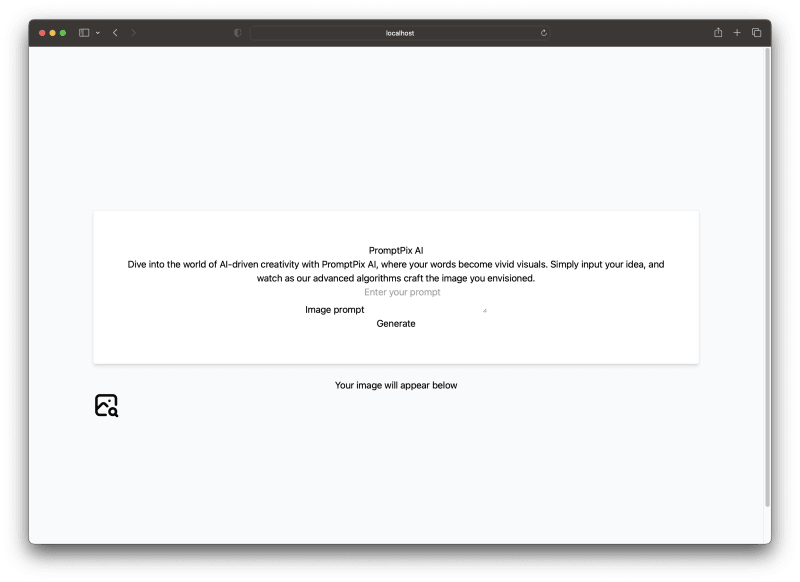 localhost
PromptPix AI
Dive into the world of AI-driven creativity with PromptPix AI, where your words become vivid visuals. Simply input your idea, and
watch as our advanced algorithms craft the image you envisioned.
Enter your prompt
Image prompt
Generate
Your image will appear below